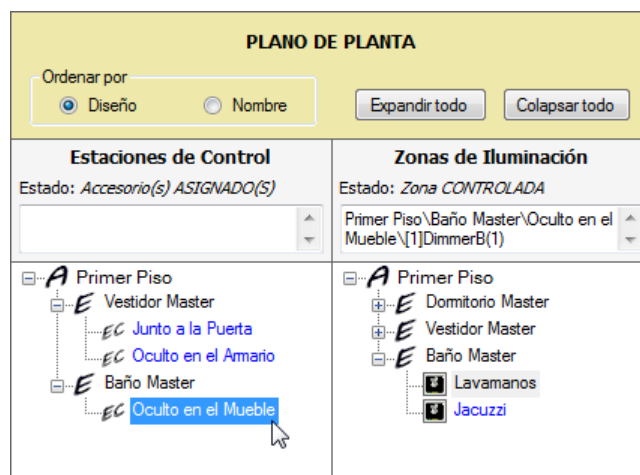 PLANO DE PLANTA
Ordenar por
Diseño Nombre Expandir todo Colapsar todo
Estaciones de Control
Estado: Accesorio(s) ASIGNADO(S)
Zonas de Iluminación
Estado: Zona CONTROLADA
Primer Piso\Baño Master\Oculto en el
Mueble\[1]DimmerB(1)
A Primer Piso
E Vestidor Master
EC Junto a la Puerta
EC Oculto en el Armario
E Baño Master
EC Oculto en el Mueble
A Primer Piso
E Dormitorio Master
E Vestidor Master
E Baño Master
Lavamanos
Jacuzzi